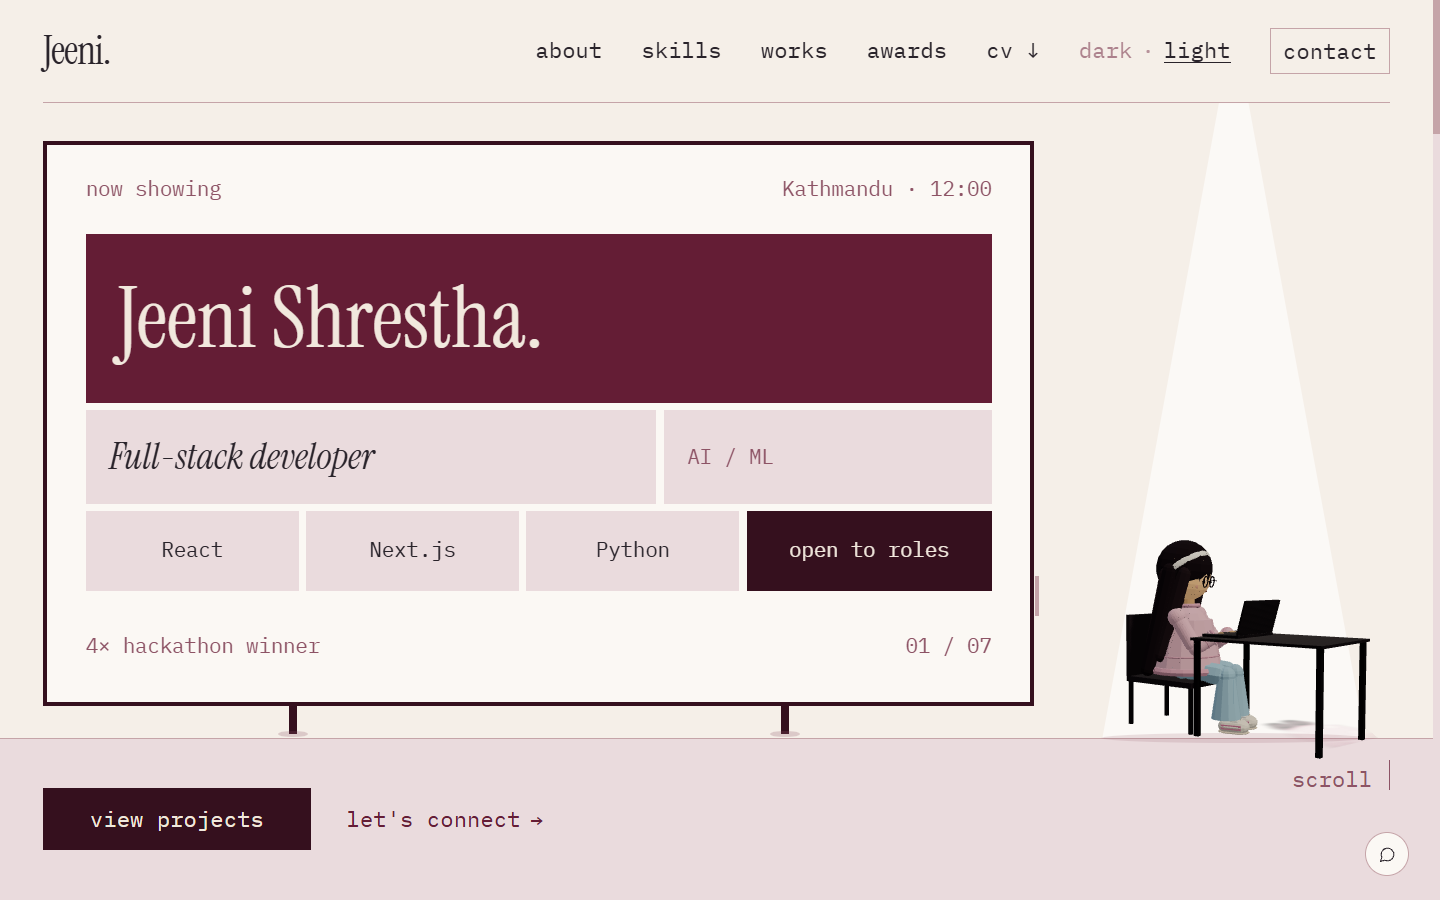 Jeeni.
about skills works awards cv ↓ dark · light contact
now showing Kathmandu · 12:00
Jeeni Shrestha.
Full-stack developer AI / ML
React Next.js Python open to roles
4× hackathon winner 01 / 07
scroll
view projects let's connect →